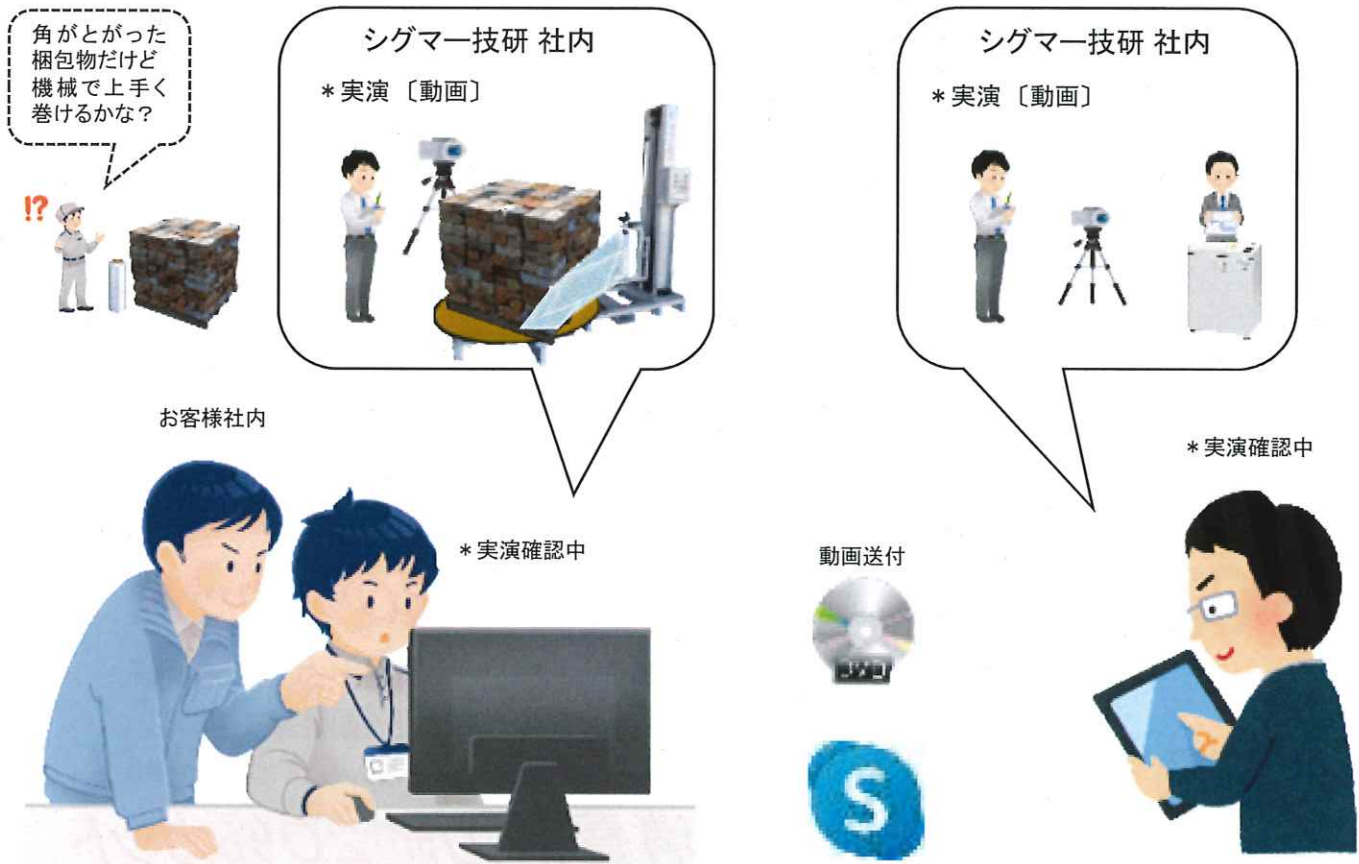 角がとがった
梱包物だけど
機械で上手く
巻けるかな？
!?
シグマー技研 社内
＊実演〔動画〕
シグマー技研 社内
＊実演〔動画〕
お客様社内
＊実演確認中
＊実演確認中
動画送付
S